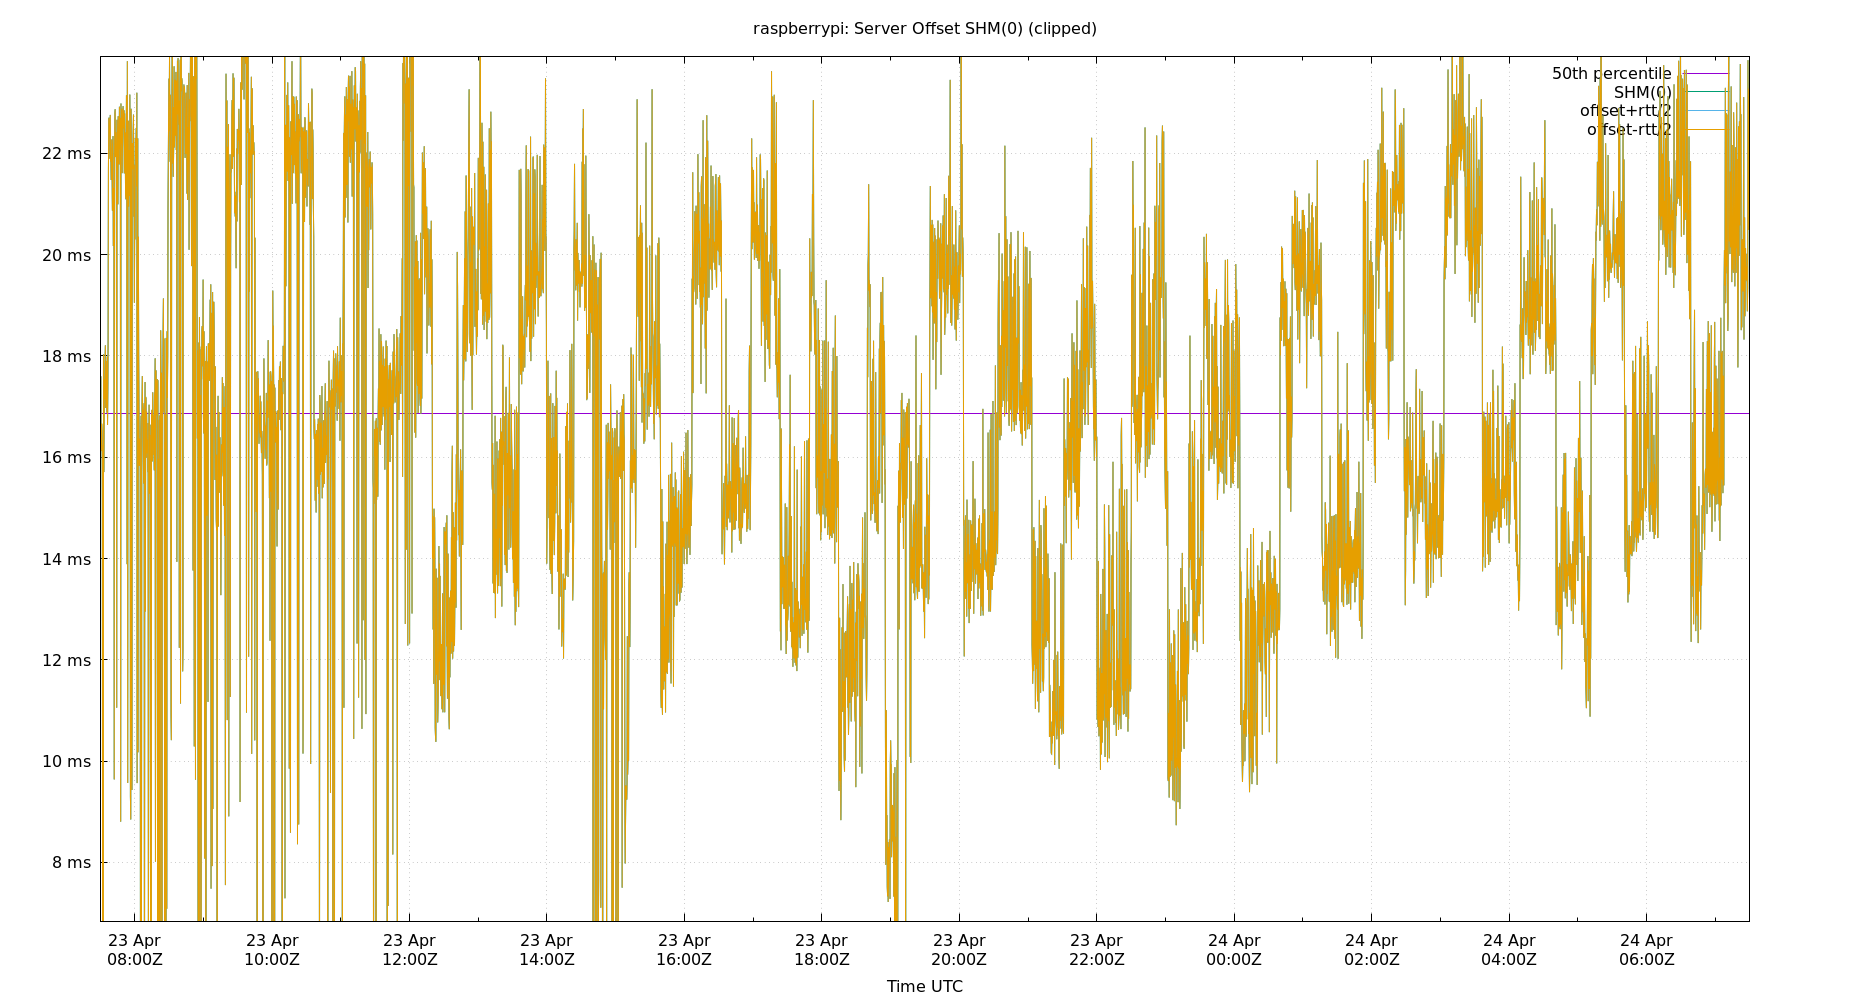 raspberrypi: Server Offset SHM(0) (clipped)
50th percentile
SHM(0)
offset+rtt/2
offset-rtt/2
22 ms
20 ms
18 ms
16 ms
14 ms
12 ms
10 ms
8 ms
23 Apr 23 Apr 23 Apr 23 Apr 23 Apr 23 Apr 23 Apr 23 Apr 24 Apr 24 Apr 24 Apr 24 Apr
08:00Z 10:00Z 12:00Z 14:00Z 16:00Z 18:00Z 20:00Z 22:00Z 00:00Z 02:00Z 04:00Z 06:00Z
Time UTC